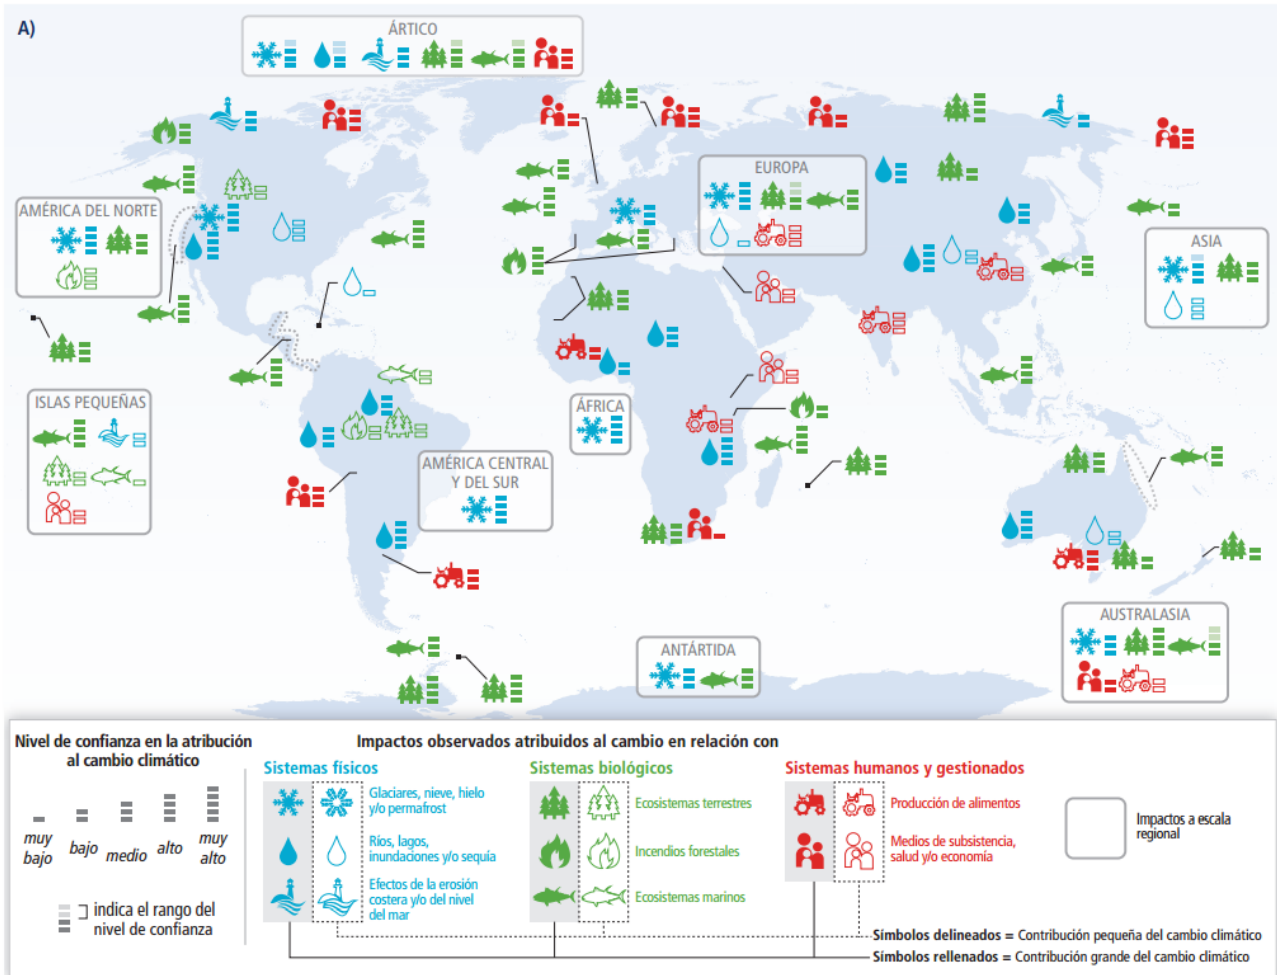 A)
ÁRTICO
EUROPA
AMÉRICA DEL NORTE
ASIA
ISLAS PEQUEÑAS
ÁFRICA
AMÉRICA CENTRAL
Y DEL SUR
AUSTRALASIA
ANTÁRTIDA
Nivel de confianza en la atribución
al cambio climático
muy
bajo
bajo
medio
alto
muy
alto
indica el rango del
nivel de confianza
Impactos observados atribuidos al cambio en relación con
Sistemas físicos
Glaciares, nieve, hielo
y/o permafrost
Ríos, lagos,
inundaciones y/o sequía
Efectos de la erosión
costera y/o del nivel
del mar
Sistemas biológicos
Ecosistemas terrestres
Incendios forestales
Ecosistemas marinos
Sistemas humanos y gestionados
Producción de alimentos
Medios de subsistencia,
salud y/o economía
Impactos a escala
regional
Símbolos delineados = Contribución pequeña del cambio climático
Símbolos rellenados = Contribución grande del cambio climático